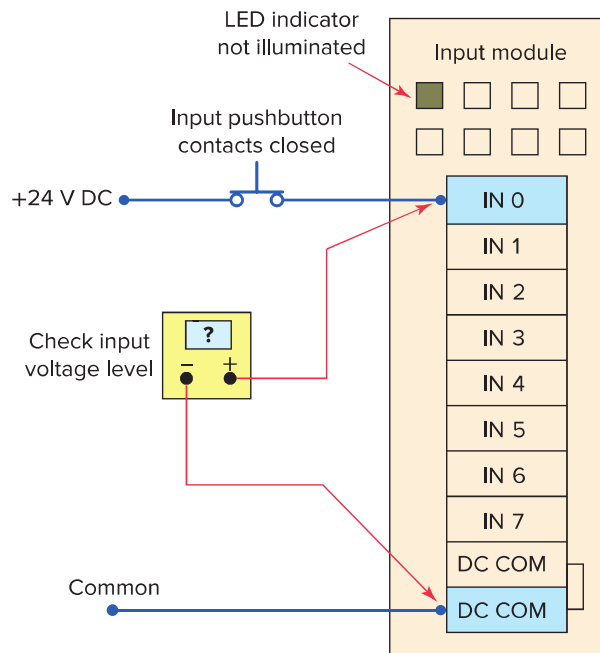 LED indicator
not illuminated
Input module
Input pushbutton
contacts closed
+24 V DC
IN 0
IN 1
IN 2
IN 3
IN 4
IN 5
IN 6
IN 7
DC COM
DC COM
?
− +
Check input
voltage level
Common